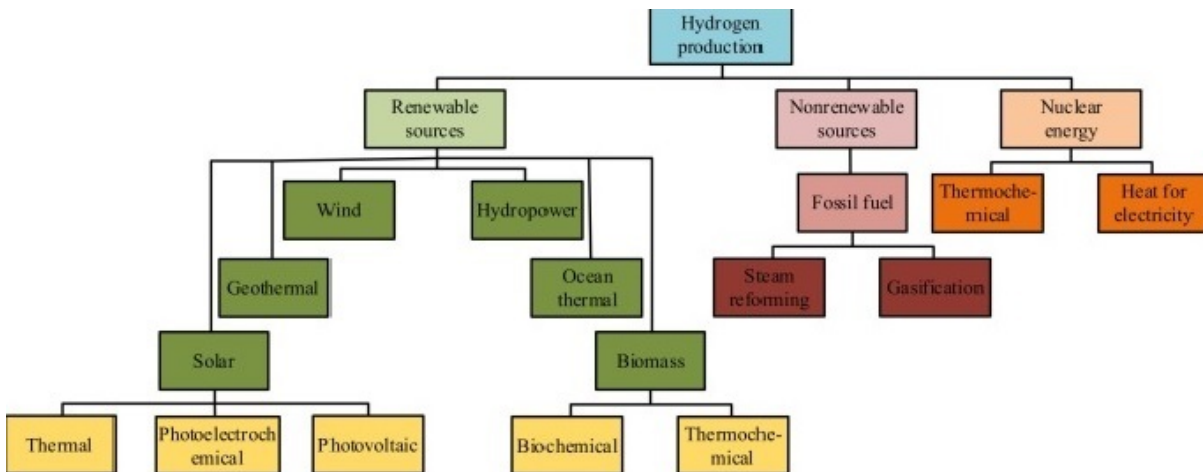 Hydrogen
production
Renewable
sources
Nonrenewable
sources
Nuclear
energy
Wind
Hydropower
Fossil fuel
Thermoche-
mical
Heat for
electricity
Geothermal
Ocean
thermal
Steam
reforming
Gasification
Solar
Biomass
Thermal
Photoelectroch
emical
Photovoltaic
Biochemical
Thermoche-
mical